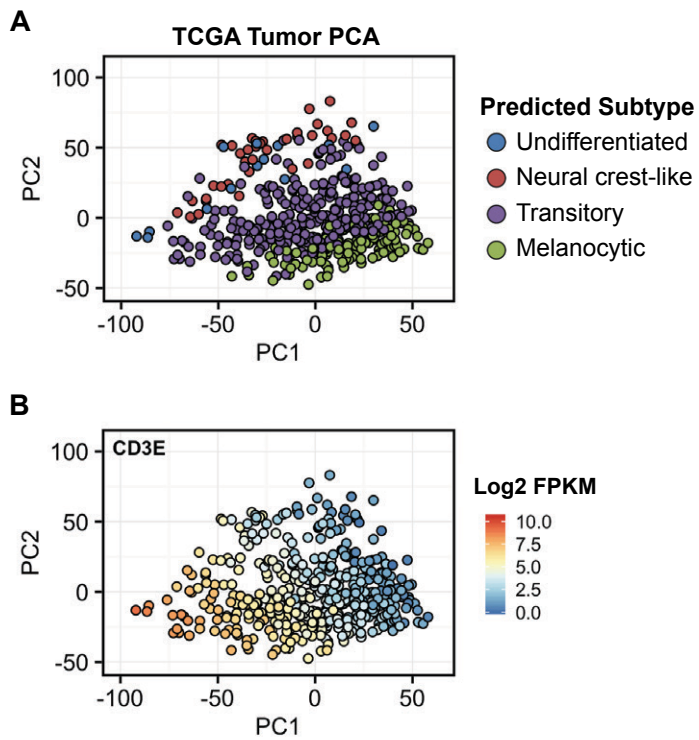 A
TCGA Tumor PCA
100
50
0
-50
PC2
-100
-50
0
50
PC1
Predicted Subtype
Undifferentiated
Neural crest-like
Transitory
Melanocytic
B
CD3E
100
50
0
-50
PC2
-100
-50
0
50
PC1
Log2 FPKM
10.0
7.5
5.0
2.5
0.0